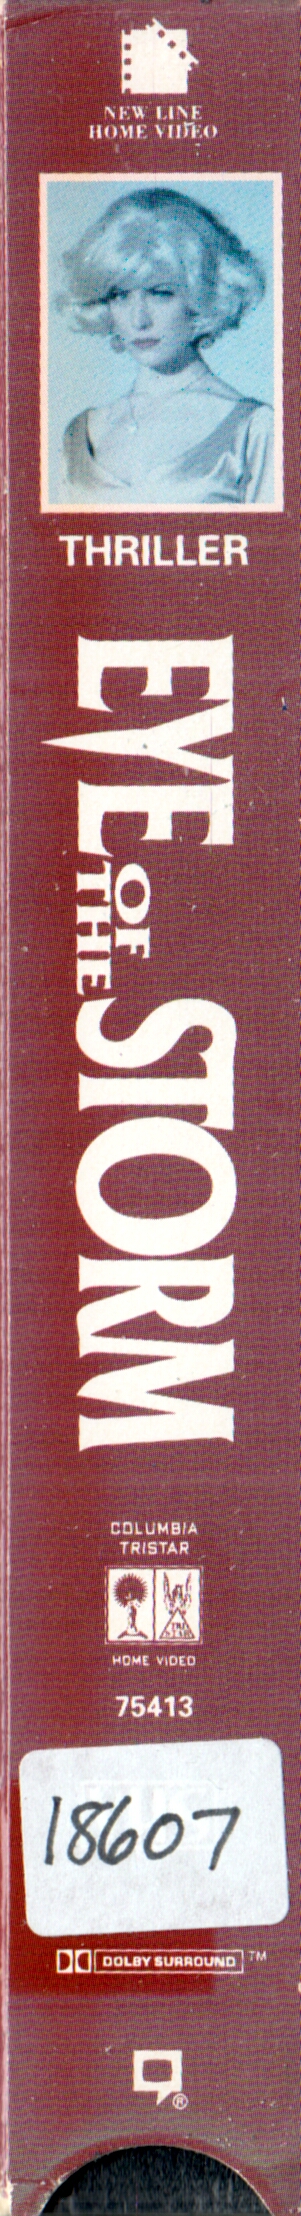 NEW LINE
HOME VIDEO
THRILLER
EYE OF THE STORM
COLUMBIA
TRISTAR
HOME VIDEO
75413
18607
DOLBY SURROUND ™
®